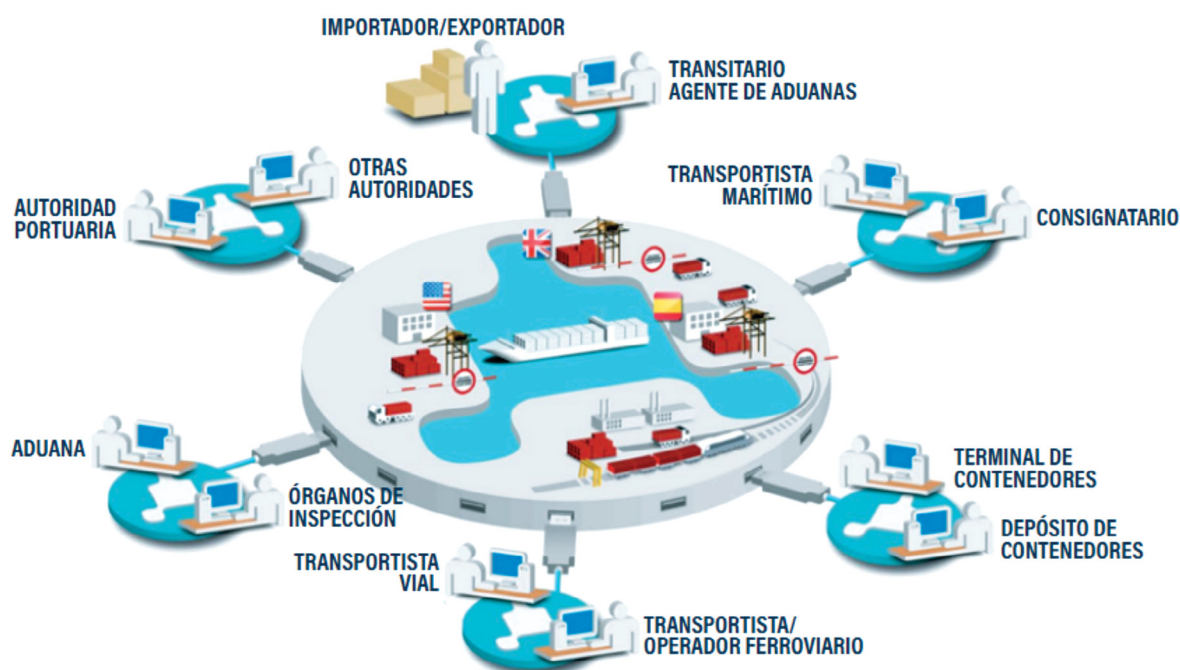 IMPORTADOR/EXPORTADOR
TRANSITARIO
AGENTE DE ADUANAS
OTRAS
AUTORIDADES
AUTORIDAD
PORTUARIA
TRANSPORTISTA
MARÍTIMO
CONSIGNATARIO
ADUANA
ÓRGANOS DE
INSPECCIÓN
TERMINAL DE
CONTENEDORES
DEPÓSITO DE
CONTENEDORES
TRANSPORTISTA
VIAL
TRANSPORTISTA/
OPERADOR FERROVIARIO